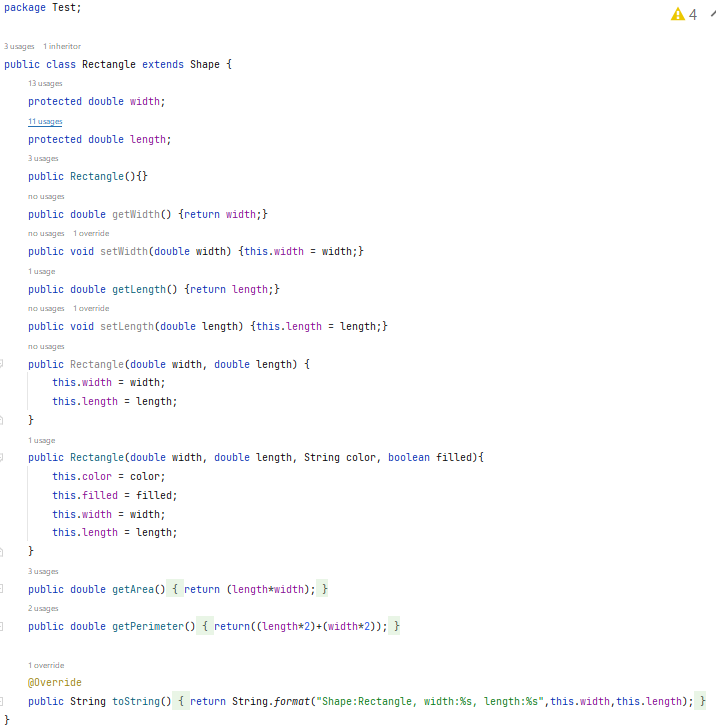 package Test;
4
3 usages 1 inheritor
public class Rectangle extends Shape {
13 usages
protected double width;
11 usages
protected double length;
3 usages
public Rectangle(){}
no usages
public double getWidth() {return width;}
no usages 1 override
public void setWidth(double width) {this.width = width;}
1 usage
public double getLength() {return length;}
no usages 1 override
public void setLength(double length) {this.length = length;}
no usages
public Rectangle(double width, double length) {
this.width = width;
this.length = length;
}
1 usage
public Rectangle(double width, double length, String color, boolean filled){
this.color = color;
this.filled = filled;
this.width = width;
this.length = length;
}
3 usages
public double getArea() { return (length*width); }
2 usages
public double getPerimeter() { return((length*2)+(width*2)); }
1 override
@Override
public String toString() { return String.format("Shape:Rectangle, width:%s, length:%s",this.width,this.length); }
}